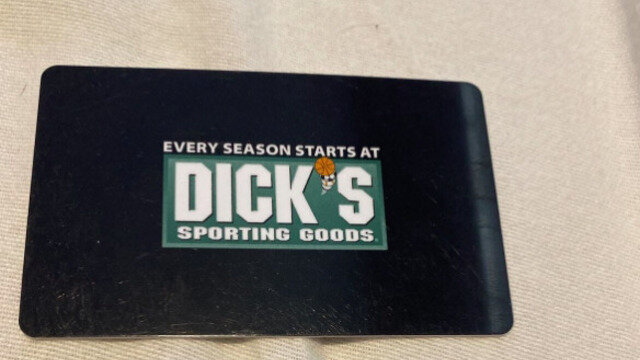 EVERY SEASON STARTS AT
DICK'S
SPORTING GOODS